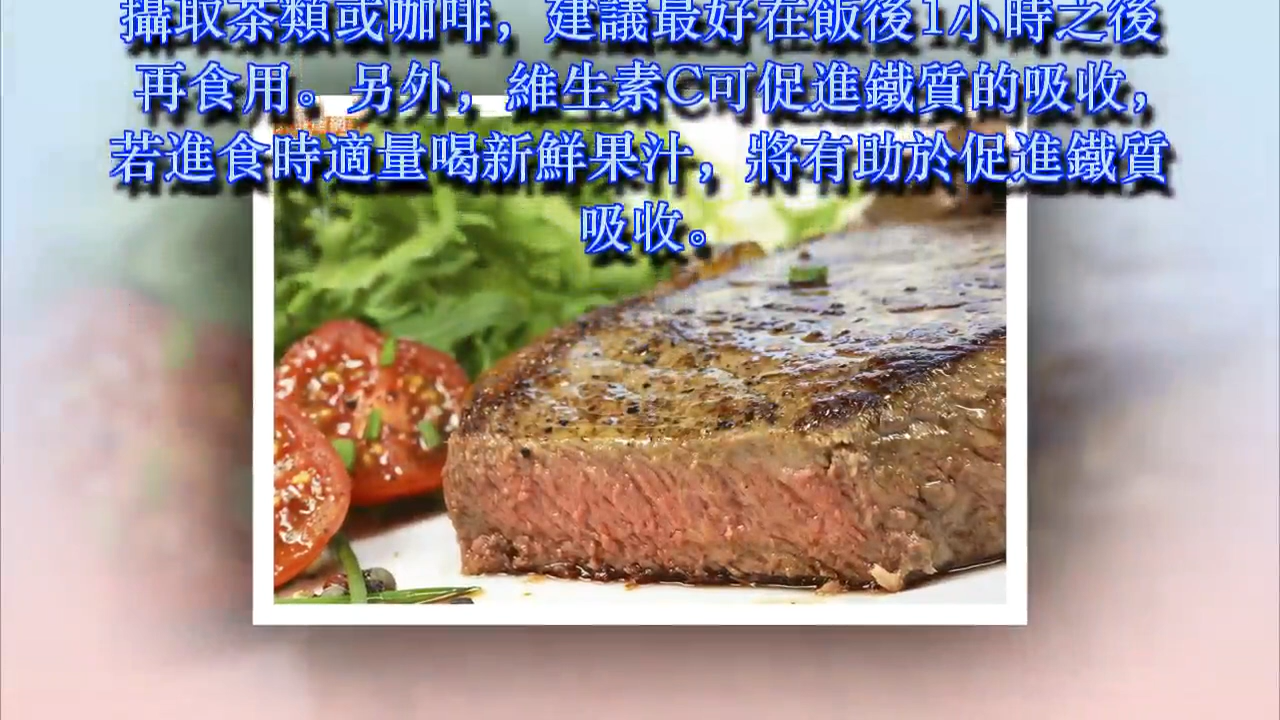 攝取茶類或咖啡，建議最好在飯後1小時之後
再食用。另外，維生素C可促進鐵質的吸收，
若進食時適量喝新鮮果汁，將有助於促進鐵質
吸收。